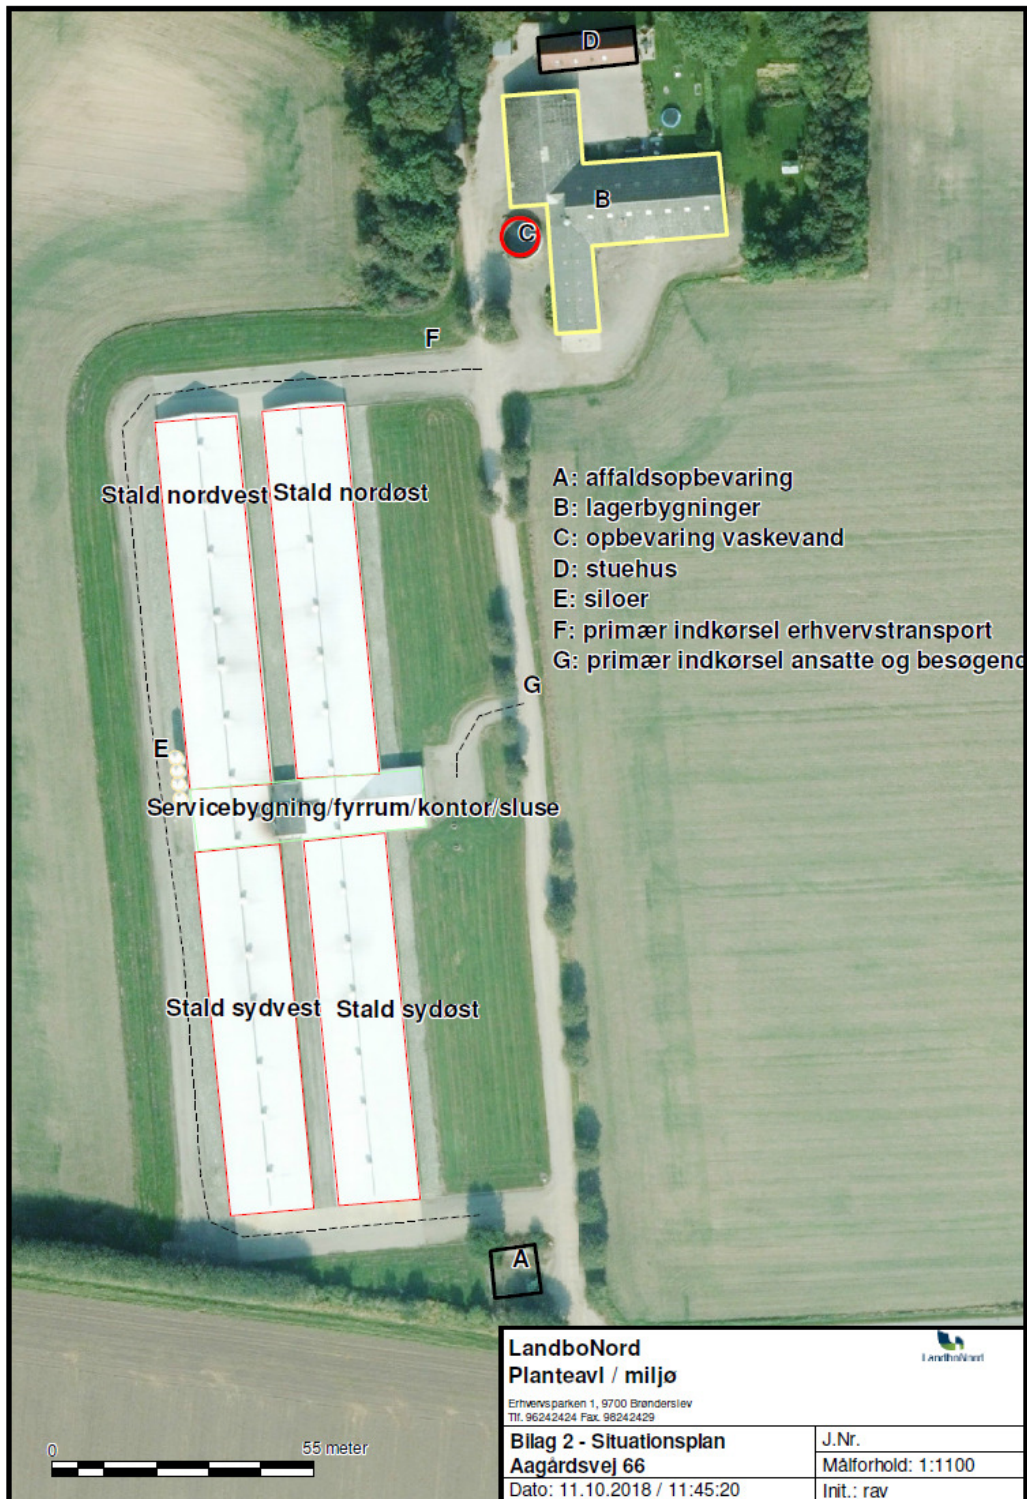 D
B
C
F
Stald nordvest
Stald nordøst
A: affaldsopbevaring
B: lagerbygninger
C: opbevaring vaskevand
D: stuehus
E: siloer
F: primær indkørsel erhvervstransport
G: primær indkørsel ansatte og besøgend
G
E
Servicebygning/fyrrum/kontor/sluse
Stald sydvest
Stald sydøst
A
LandboNord
Planteavl / miljø
LandboNord
Erhvervsparken 1, 9700 Brønderslev
Tlf. 96242424 Fax. 98242429
Bilag 2 - Situationsplan
Aagårdsvej 66
J.Nr.
Målforhold: 1:1100
Dato: 11.10.2018 / 11:45:20
Init.: rav
0
55 meter